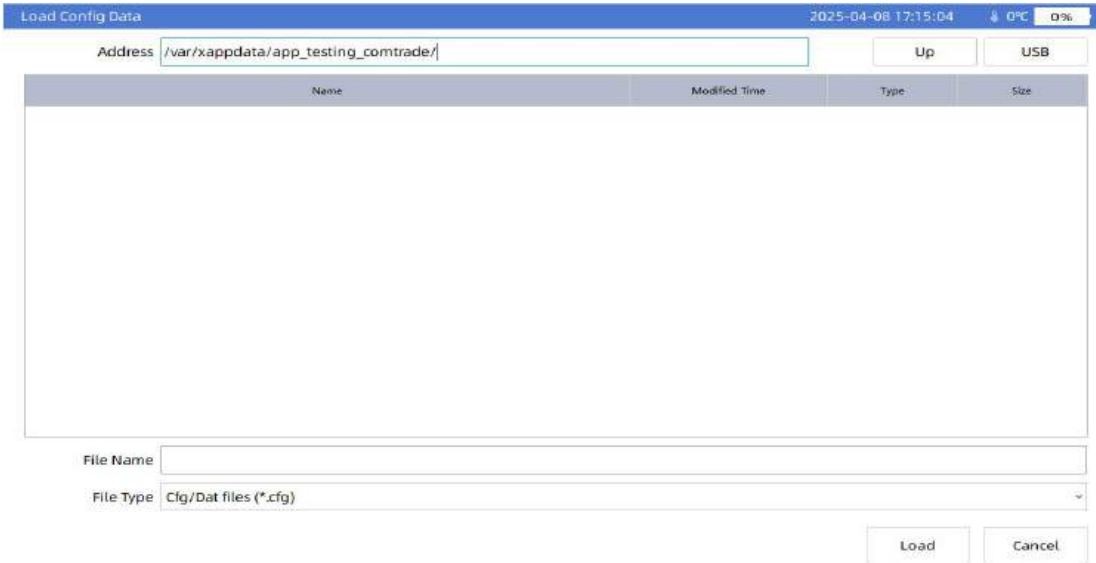 Load Config Data 2025-04-08 17:15:04 0℃ 0%
Address /var/xappdata/app_testing_comtrade/ Up USB
Name Modified Time Type Size
File Name
File Type Cfg/Dat files (*.cfg)
Load Cancel